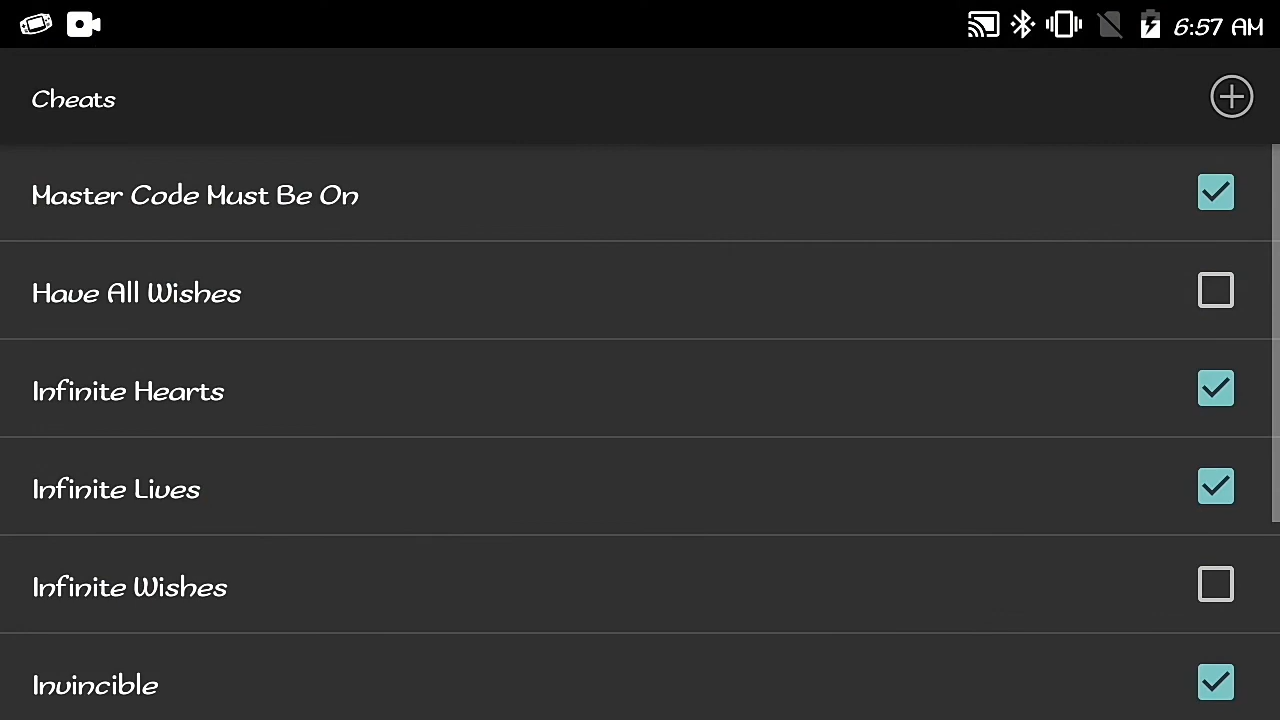 6:57 AM
Cheats
Master Code Must Be On
Have All Wishes
Infinite Hearts
Infinite Lives
Infinite Wishes
Invincible